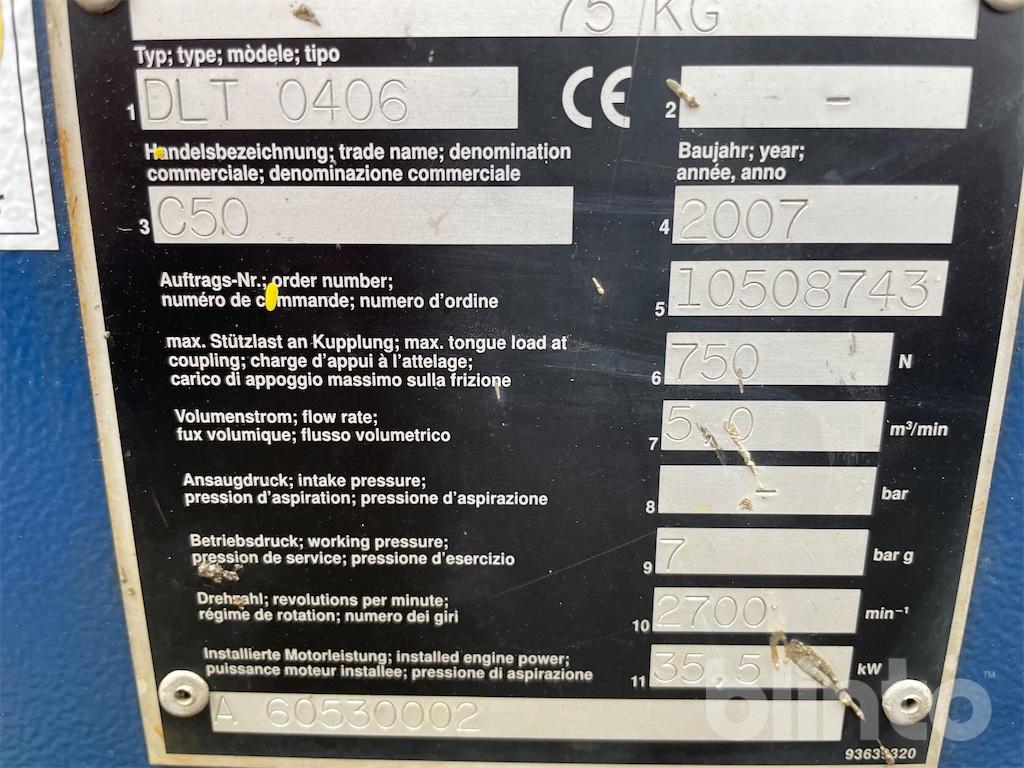 75 KG
Typ; type; mòdele; tipo
1 DLT 0406 CE 2 -
Handelsbezeichnung; trade name; denomination
commerciale; denominazione commerciale
Baujahr; year;
année, anno
3 C50 4 2007
Auftrags-Nr.; order number;
numéro de commande; numero d'ordine
5 10508743
max. Stützlast an Kupplung; max. tongue load at
coupling; charge d'appui à l'attelage;
carico di appoggio massimo sulla frizione
6 750 N
Volumenstrom; flow rate;
fux volumique; flusso volumetrico
7 5,0 m³/min
Ansaugdruck; intake pressure;
pression d'aspiration; pressione d'aspirazione
8 - bar
Betriebsdruck; working pressure;
pression de service; pressione d'esercizio
9 7 bar g
Drehzahl; revolutions per minute;
régime de rotation; numero dei giri
10 2700 min⁻¹
Installierte Motorleistung; installed engine power;
puissance moteur installee; pressione di aspirazione
11 35,5 kW
A 60530002
93635320
blinto™